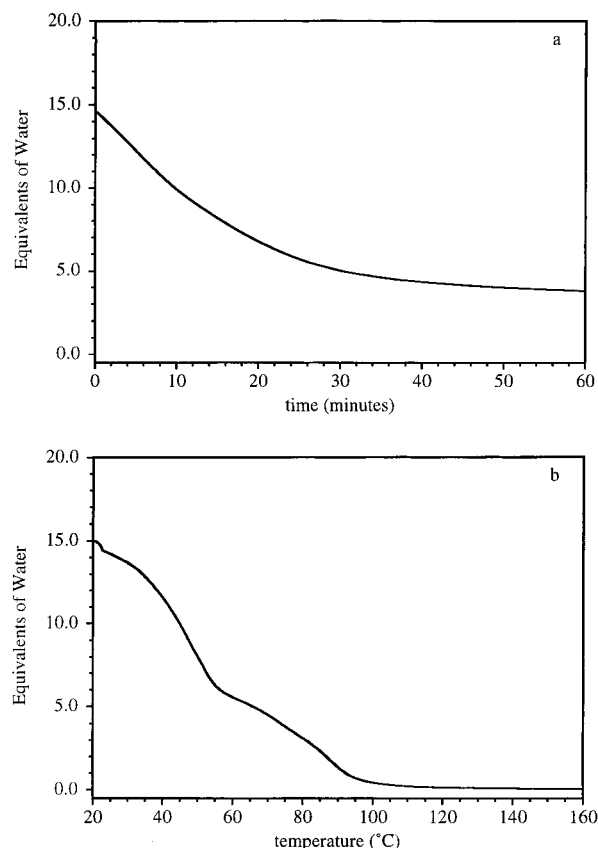 20.0
a
15.0
10.0
5.0
0.0
Equivalents of Water
0 10 20 30 40 50 60
time (minutes)
20.0
b
15.0
10.0
5.0
0.0
Equivalents of Water
20 40 60 80 100 120 140 160
temperature (˚C)